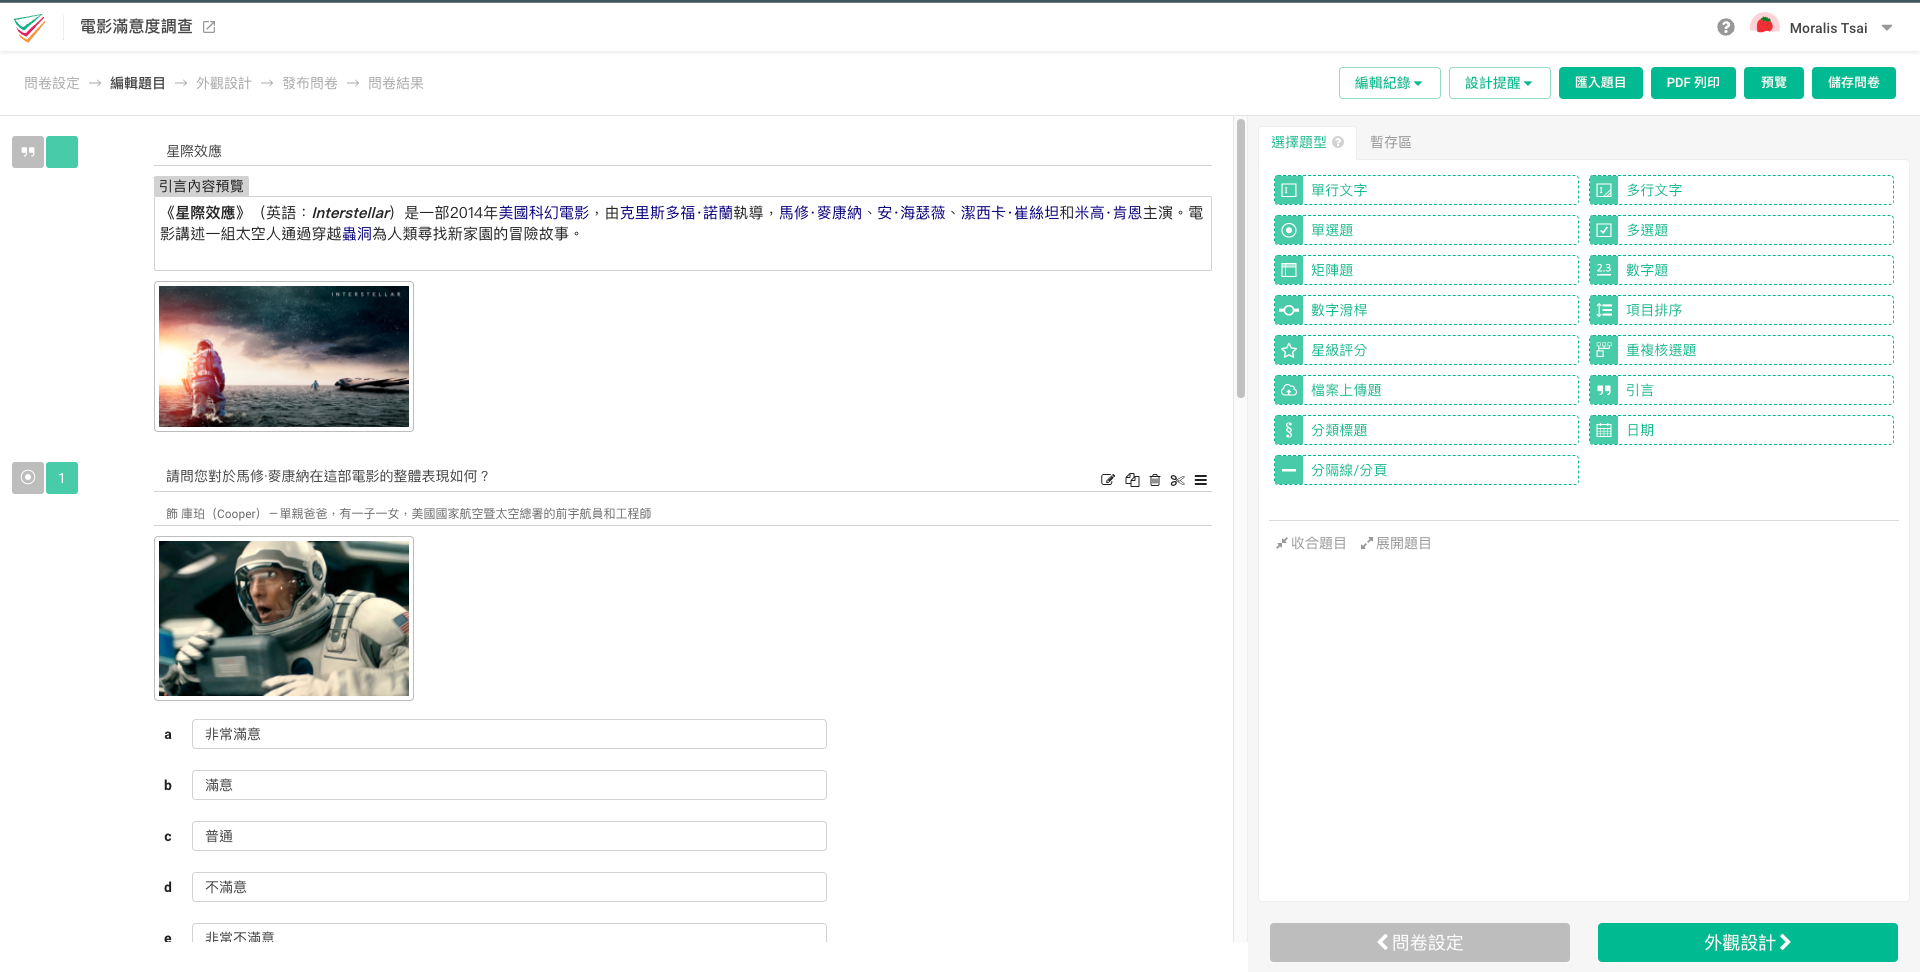 電影滿意度調查
Moralis Tsai
問卷設定 → 編輯題目 → 外觀設計 → 發布問卷 → 問卷結果
編輯紀錄
設計提醒
匯入題目
PDF 列印
預覽
儲存問卷
星際效應
引言內容預覽
《星際效應》（英語：Interstellar）是一部2014年美國科幻電影，由克里斯多福·諾蘭執導，馬修·麥康納、安·海瑟薇、潔西卡·崔絲坦和米高·肯恩主演。電
影講述一組太空人通過穿越蟲洞為人類尋找新家園的冒險故事。
INTERSTELLAR
1
請問您對於馬修·麥康納在這部電影的整體表現如何？
飾 庫珀（Cooper）－單親爸爸，有一子一女，美國國家航空暨太空總署的前宇航員和工程師
a 非常滿意
b 滿意
c 普通
d 不滿意
e 非常不滿意
選擇題型
暫存區
單行文字
多行文字
單選題
多選題
矩陣題
2.3 數字題
數字滑桿
項目排序
星級評分
重複核選題
檔案上傳題
引言
§ 分類標題
日期
分隔線/分頁
收合題目
展開題目
問卷設定
外觀設計